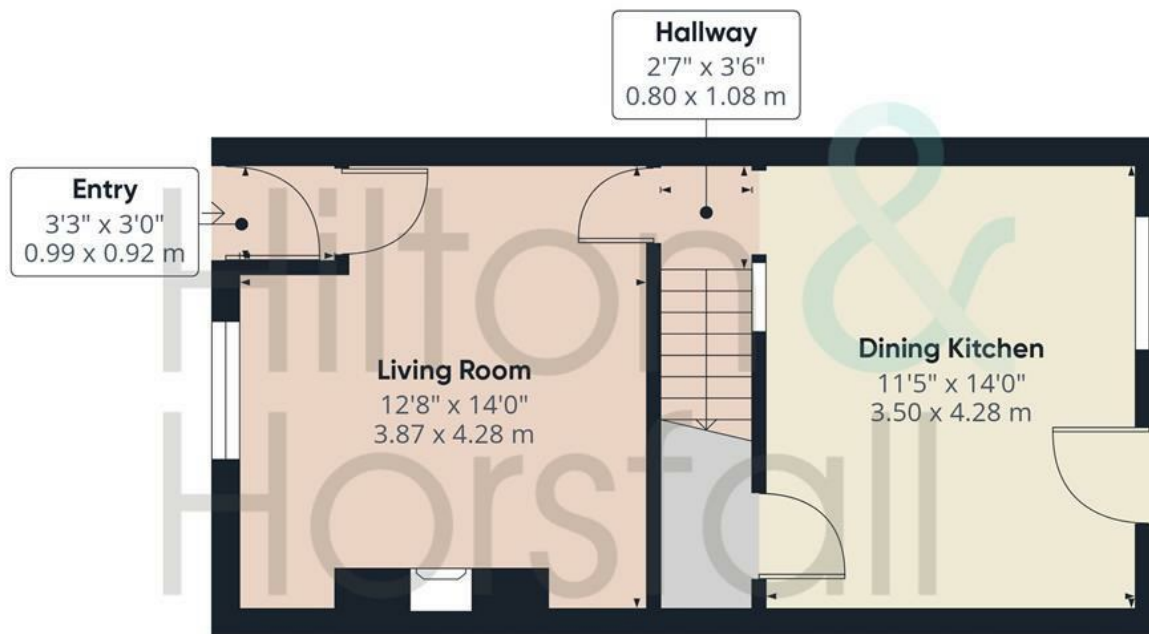 Hallway
2'7" x 3'6"
0.80 x 1.08 m
Entry
3'3" x 3'0"
0.99 x 0.92 m
Living Room
12'8" x 14'0"
3.87 x 4.28 m
Dining Kitchen
11'5" x 14'0"
3.50 x 4.28 m
Hilton &
Horsfall